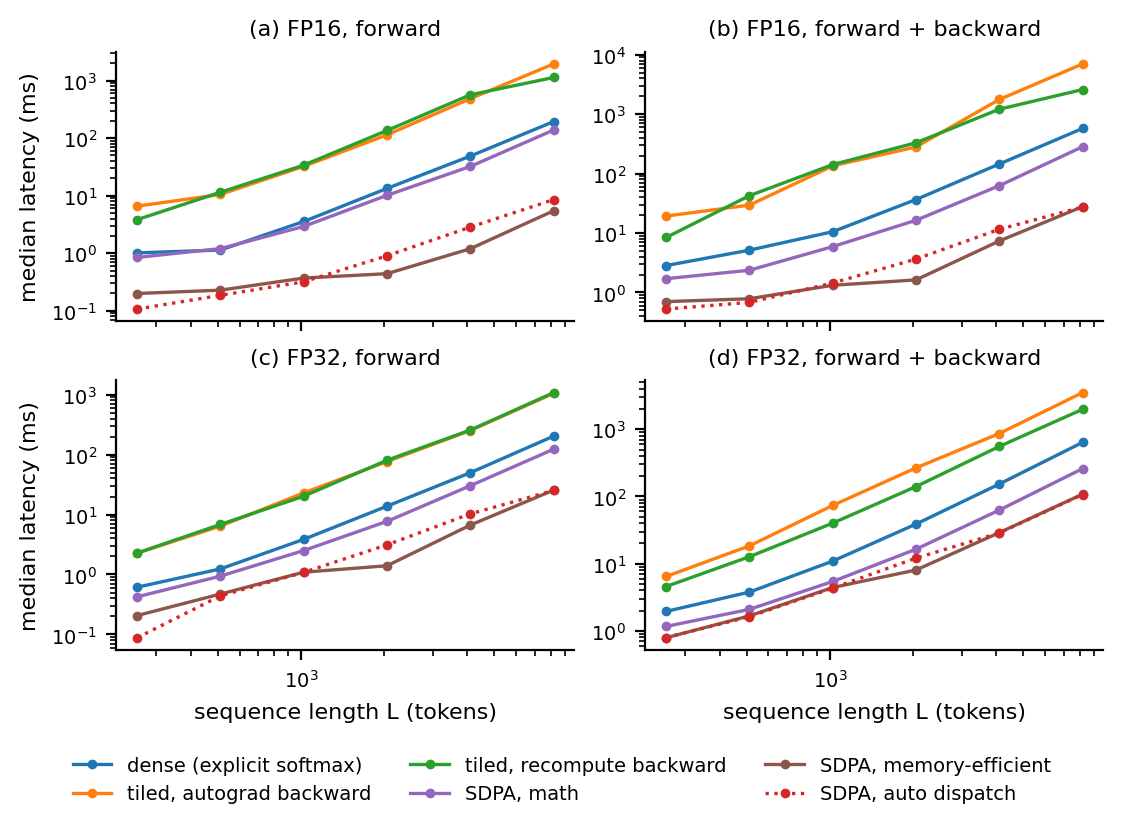 (a) FP16, forward
(b) FP16, forward + backward
median latency (ms)
10³
10²
10¹
10⁰
10⁻¹
10⁴
10³
10²
10¹
10⁰
(c) FP32, forward
(d) FP32, forward + backward
median latency (ms)
10³
10²
10¹
10⁰
10⁻¹
10³
10²
10¹
10⁰
10³
10³
sequence length L (tokens)
sequence length L (tokens)
dense (explicit softmax)
tiled, recompute backward
SDPA, memory-efficient
tiled, autograd backward
SDPA, math
SDPA, auto dispatch